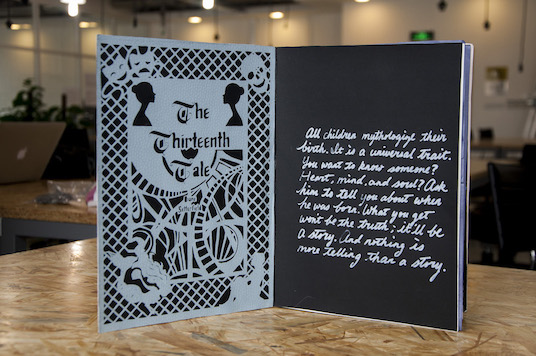 The
Thirteenth
Tale
All children mythologize their
birth. It is a universal trait.
You want to know someone?
Heart, mind, and soul? Ask
him to tell you about when
he was born. What you get
won't be the truth; it'll be
a story. And nothing is
more telling than a story.